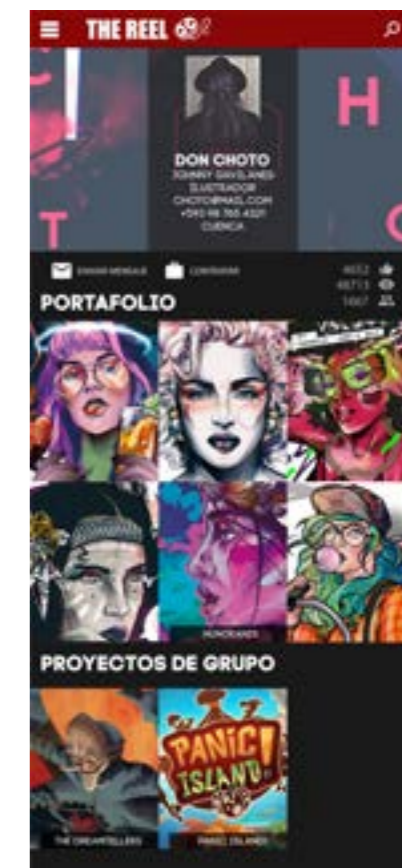 THE REEL
C H
T C
DON CHOTO
JOHNNY GAVILANES
ILUSTRADOR
CHOTO@MAIL.COM
+593 98 765 4321
CUENCA
ENVIAR MENSAJE
CONTRATAR
PORTAFOLIO
PROYECTOS DE GRUPO
PANIC!
ISLAND
THE DREAMTELLERS
PANIC ISLAND!